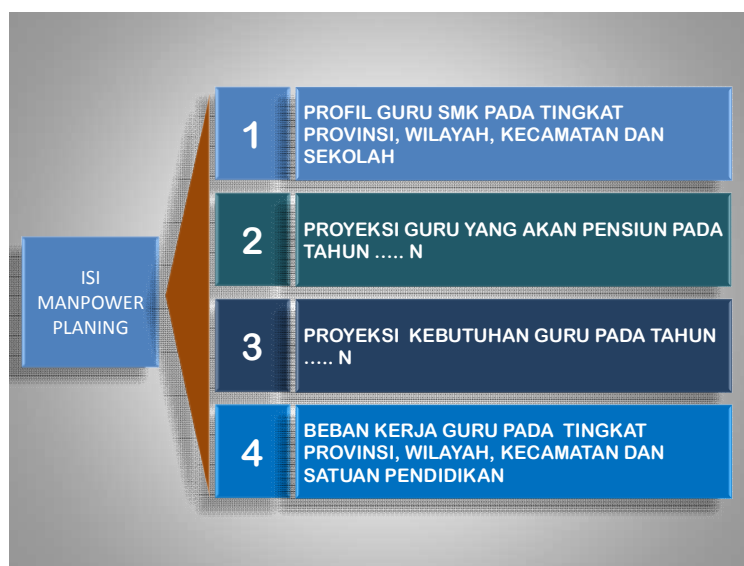 ISI
MANPOWER
PLANING
1
PROFIL GURU SMK PADA TINGKAT
PROVINSI, WILAYAH, KECAMATAN DAN
SEKOLAH
2
PROYEKSI GURU YANG AKAN PENSIUN PADA
TAHUN ..... N
3
PROYEKSI KEBUTUHAN GURU PADA TAHUN
..... N
4
BEBAN KERJA GURU PADA TINGKAT
PROVINSI, WILAYAH, KECAMATAN DAN
SATUAN PENDIDIKAN